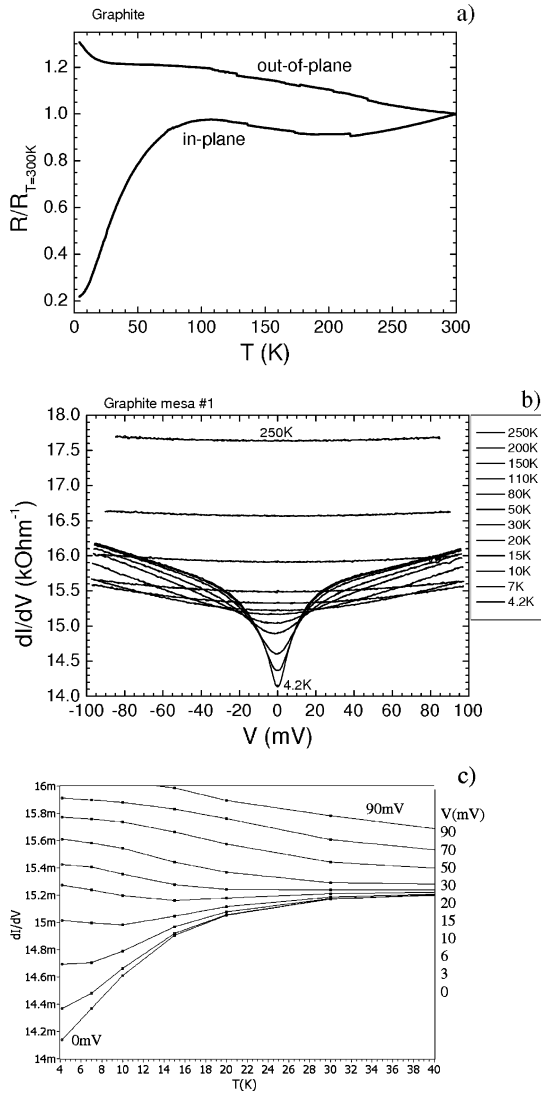 Graphite
a)
1.2
1.0
0.8
0.6
0.4
0.2
R/R_T=300K
out-of-plane
in-plane
0 50 100 150 200 250 300
T (K)
b)
Graphite mesa #1
18.0
17.5
17.0
16.5
16.0
15.5
15.0
14.5
14.0
dI/dV (kOhm⁻¹)
250K
4.2K
-100 -80 -60 -40 -20 0 20 40 60 80 100
V (mV)
250K
200K
150K
110K
80K
50K
30K
20K
15K
10K
7K
4.2K
c)
16m
15.8m
15.6m
15.4m
15.2m
15m
14.8m
14.6m
14.4m
14.2m
14m
dI/dV
90mV
0mV
4 6 8 10 12 14 16 18 20 22 24 26 28 30 32 34 36 38 40
T(K)
V(mV)
90
70
50
30
20
15
10
6
3
0